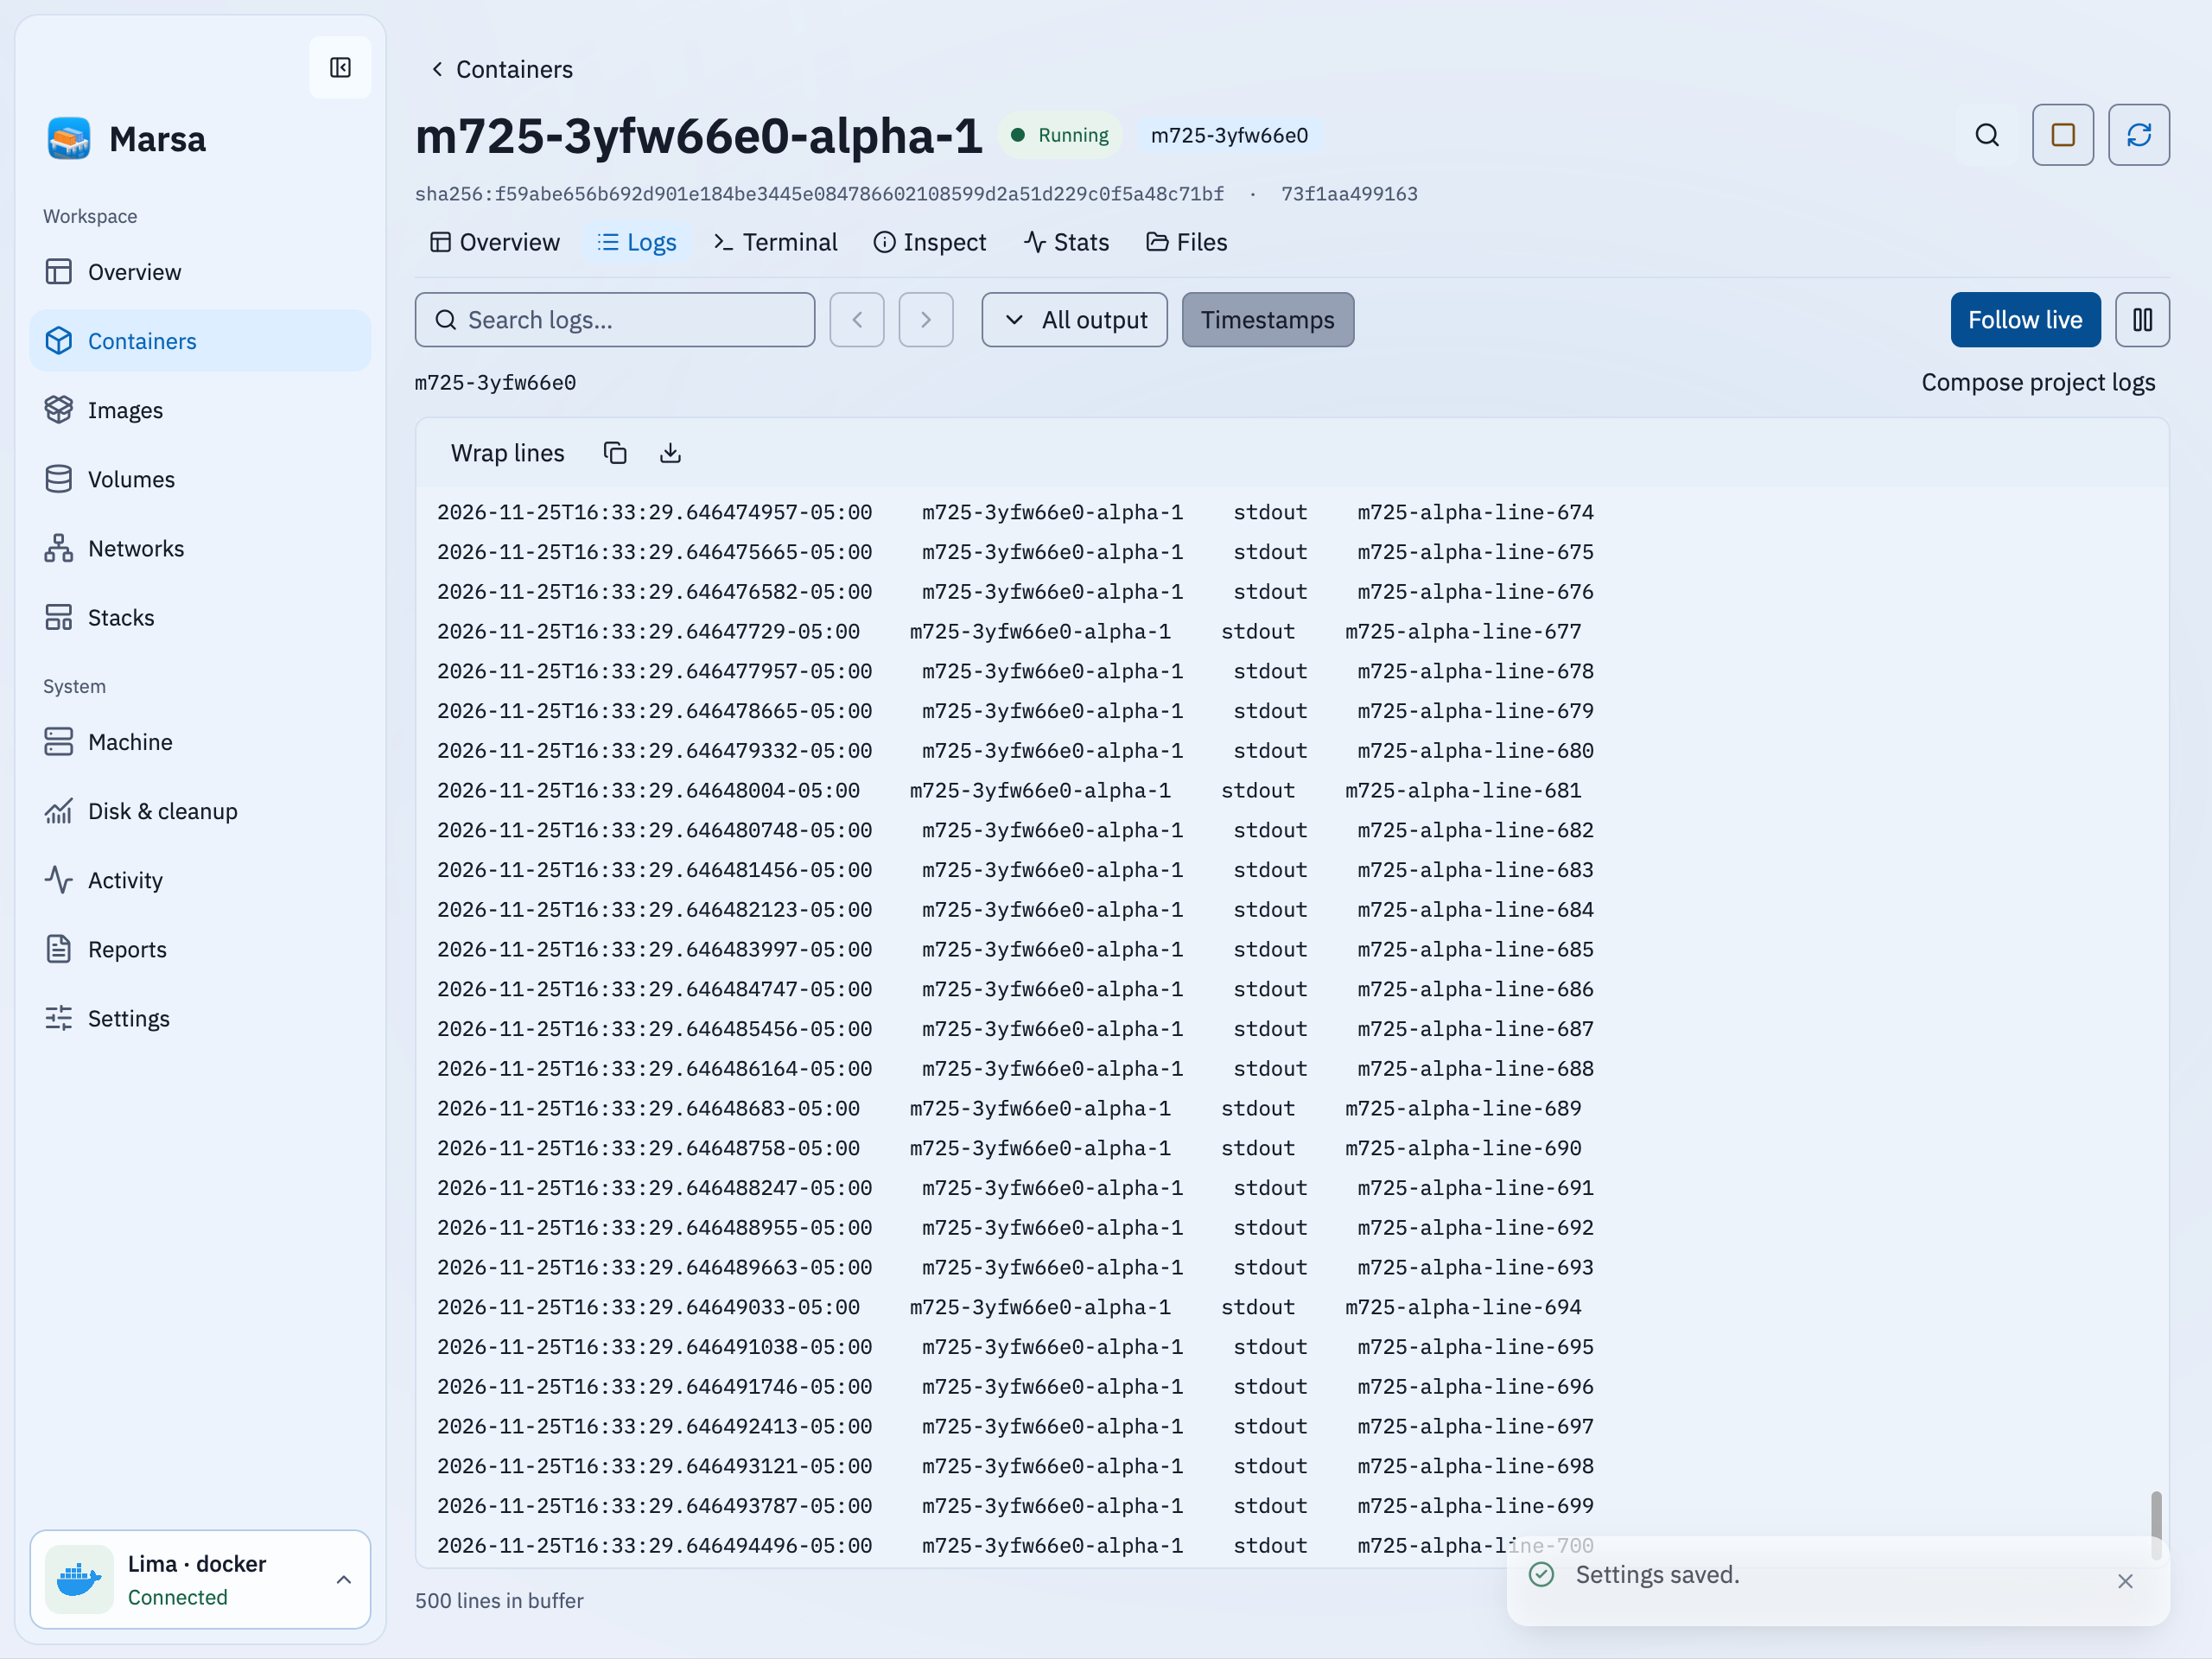 Marsa
Workspace
Overview
Containers
Images
Volumes
Networks
Stacks
System
Machine
Disk & cleanup
Activity
Reports
Settings
Lima · docker
Connected
Containers
m725-3yfw66e0-alpha-1 Running m725-3yfw66e0
sha256:f59abe656b692d901e184be3445e084786602108599d2a51d229c0f5a48c71bf · 73f1aa499163
Overview Logs Terminal Inspect Stats Files
Search logs... All output Timestamps Follow live
m725-3yfw66e0 Compose project logs
Wrap lines
2026-11-25T16:33:29.646474957-05:00 m725-3yfw66e0-alpha-1 stdout m725-alpha-line-674
2026-11-25T16:33:29.646475665-05:00 m725-3yfw66e0-alpha-1 stdout m725-alpha-line-675
2026-11-25T16:33:29.646476582-05:00 m725-3yfw66e0-alpha-1 stdout m725-alpha-line-676
2026-11-25T16:33:29.64647729-05:00 m725-3yfw66e0-alpha-1 stdout m725-alpha-line-677
2026-11-25T16:33:29.646477957-05:00 m725-3yfw66e0-alpha-1 stdout m725-alpha-line-678
2026-11-25T16:33:29.646478665-05:00 m725-3yfw66e0-alpha-1 stdout m725-alpha-line-679
2026-11-25T16:33:29.646479332-05:00 m725-3yfw66e0-alpha-1 stdout m725-alpha-line-680
2026-11-25T16:33:29.64648004-05:00 m725-3yfw66e0-alpha-1 stdout m725-alpha-line-681
2026-11-25T16:33:29.646480748-05:00 m725-3yfw66e0-alpha-1 stdout m725-alpha-line-682
2026-11-25T16:33:29.646481456-05:00 m725-3yfw66e0-alpha-1 stdout m725-alpha-line-683
2026-11-25T16:33:29.646482123-05:00 m725-3yfw66e0-alpha-1 stdout m725-alpha-line-684
2026-11-25T16:33:29.646483997-05:00 m725-3yfw66e0-alpha-1 stdout m725-alpha-line-685
2026-11-25T16:33:29.646484747-05:00 m725-3yfw66e0-alpha-1 stdout m725-alpha-line-686
2026-11-25T16:33:29.646485456-05:00 m725-3yfw66e0-alpha-1 stdout m725-alpha-line-687
2026-11-25T16:33:29.646486164-05:00 m725-3yfw66e0-alpha-1 stdout m725-alpha-line-688
2026-11-25T16:33:29.64648683-05:00 m725-3yfw66e0-alpha-1 stdout m725-alpha-line-689
2026-11-25T16:33:29.64648758-05:00 m725-3yfw66e0-alpha-1 stdout m725-alpha-line-690
2026-11-25T16:33:29.646488247-05:00 m725-3yfw66e0-alpha-1 stdout m725-alpha-line-691
2026-11-25T16:33:29.646488955-05:00 m725-3yfw66e0-alpha-1 stdout m725-alpha-line-692
2026-11-25T16:33:29.646489663-05:00 m725-3yfw66e0-alpha-1 stdout m725-alpha-line-693
2026-11-25T16:33:29.64649033-05:00 m725-3yfw66e0-alpha-1 stdout m725-alpha-line-694
2026-11-25T16:33:29.646491038-05:00 m725-3yfw66e0-alpha-1 stdout m725-alpha-line-695
2026-11-25T16:33:29.646491746-05:00 m725-3yfw66e0-alpha-1 stdout m725-alpha-line-696
2026-11-25T16:33:29.646492413-05:00 m725-3yfw66e0-alpha-1 stdout m725-alpha-line-697
2026-11-25T16:33:29.646493121-05:00 m725-3yfw66e0-alpha-1 stdout m725-alpha-line-698
2026-11-25T16:33:29.646493787-05:00 m725-3yfw66e0-alpha-1 stdout m725-alpha-line-699
2026-11-25T16:33:29.646494496-05:00 m725-3yfw66e0-alpha-1 stdout m725-alpha-line-700
Settings saved.
500 lines in buffer